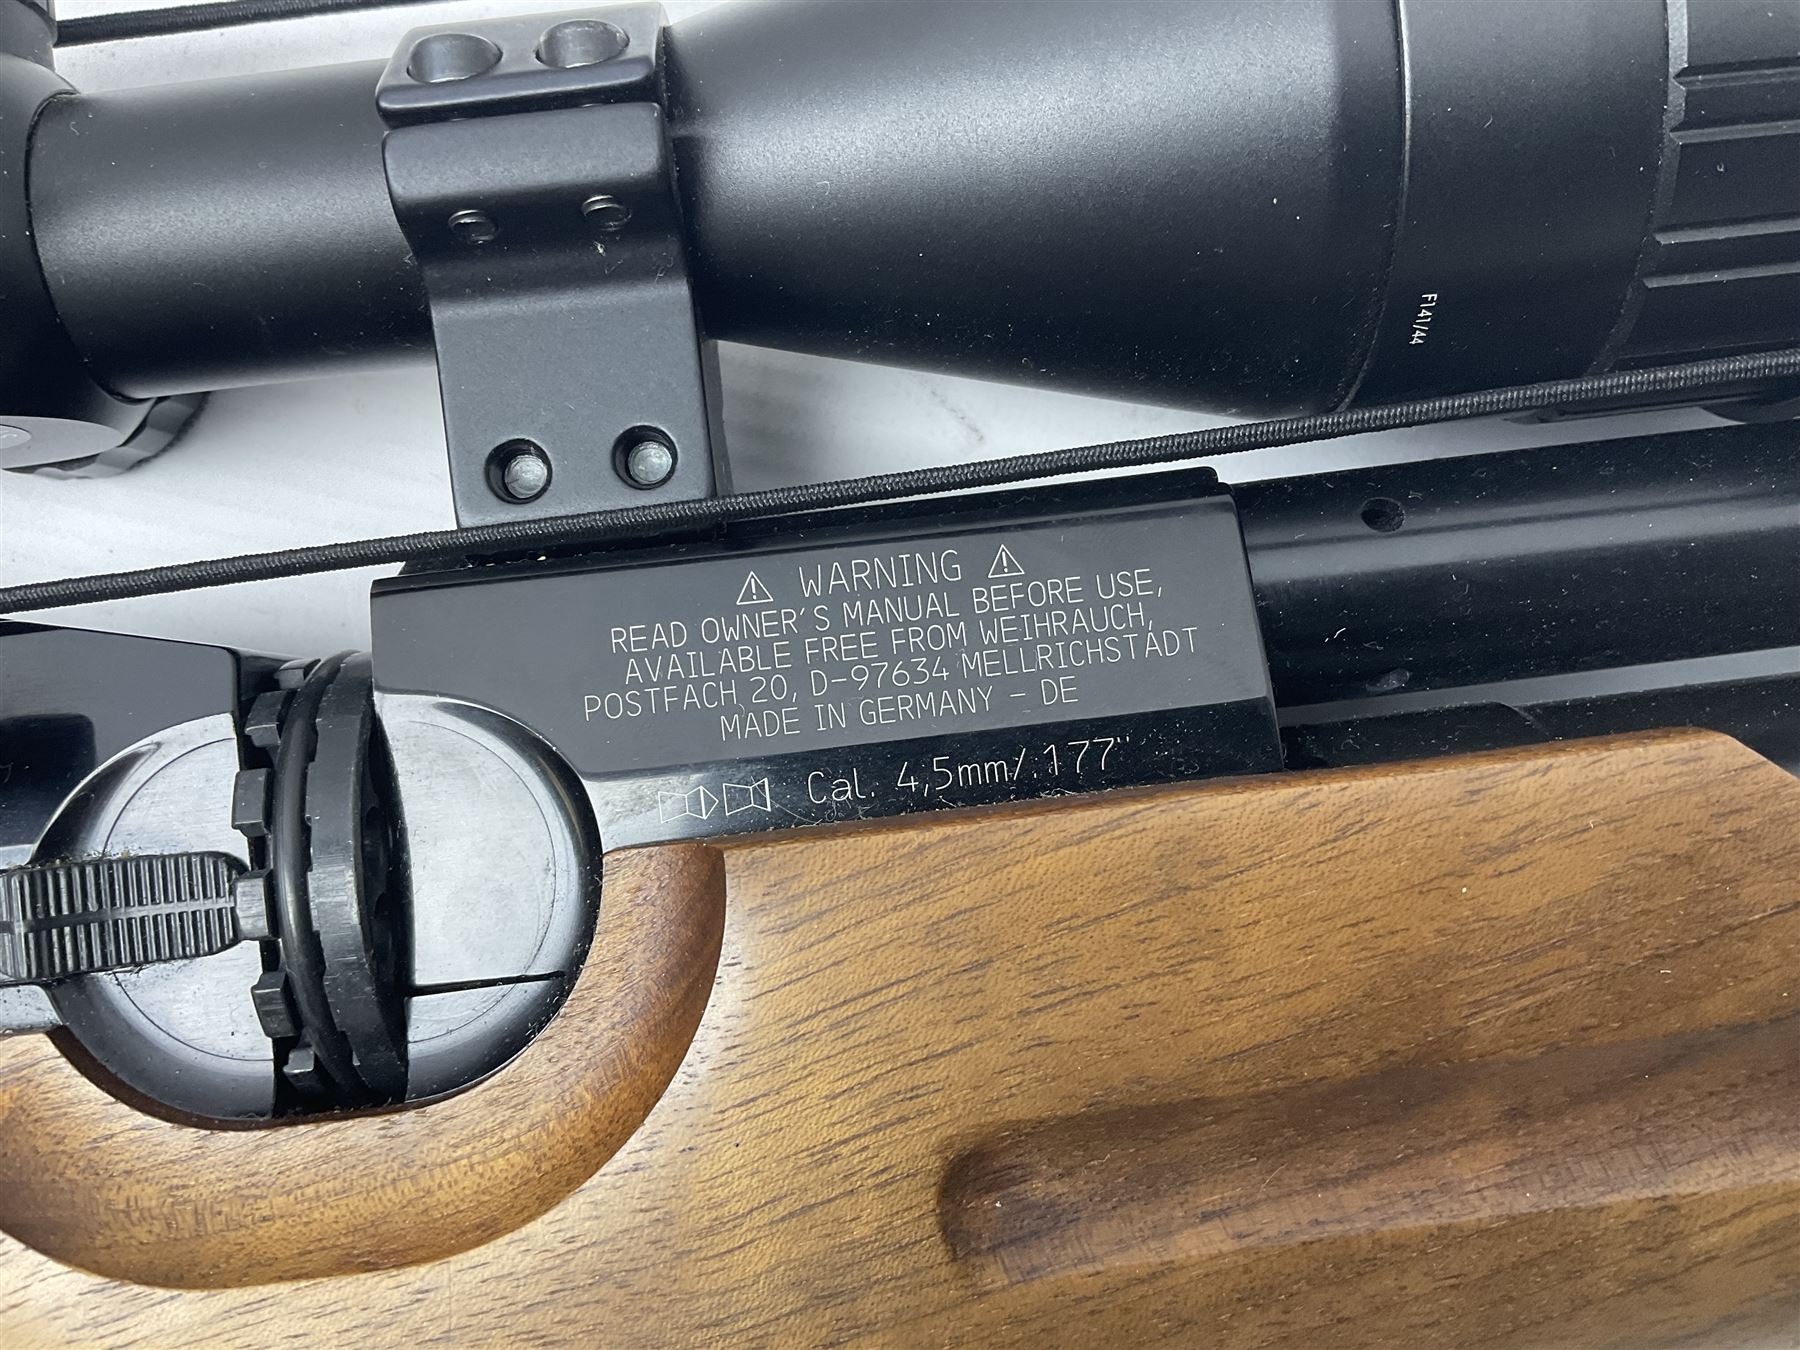 F141/44
⚠ WARNING ⚠
READ OWNER'S MANUAL BEFORE USE,
AVAILABLE FREE FROM WEIHRAUCH,
POSTFACH 20, D-97634 MELLRICHSTADT
MADE IN GERMANY - DE
Cal. 4,5mm/.177"